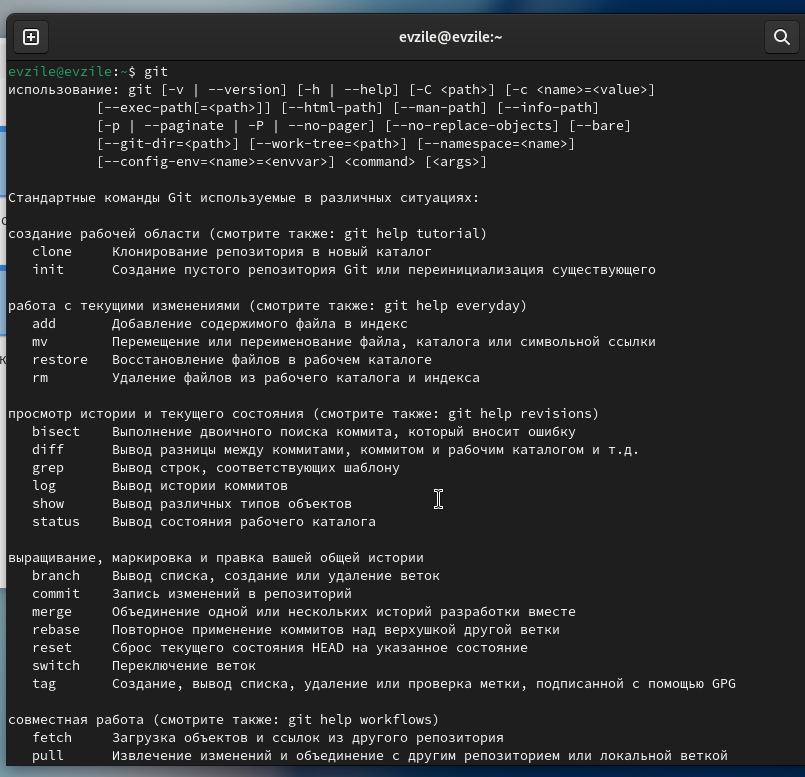 evzile@evzile:~
evzile@evzile:~$ git
использование: git [-v | --version] [-h | --help] [-C <path>] [-c <name>=<value>]
           [--exec-path[=<path>]] [--html-path] [--man-path] [--info-path]
           [-p | --paginate | -P | --no-pager] [--no-replace-objects] [--bare]
           [--git-dir=<path>] [--work-tree=<path>] [--namespace=<name>]
           [--config-env=<name>=<envvar>] <command> [<args>]

Стандартные команды Git используемые в различных ситуациях:

создание рабочей области (смотрите также: git help tutorial)
   clone     Клонирование репозитория в новый каталог
   init      Создание пустого репозитория Git или переинициализация существующего

работа с текущими изменениями (смотрите также: git help everyday)
   add       Добавление содержимого файла в индекс
   mv        Перемещение или переименование файла, каталога или символьной ссылки
   restore   Восстановление файлов в рабочем каталоге
   rm        Удаление файлов из рабочего каталога и индекса

просмотр истории и текущего состояния (смотрите также: git help revisions)
   bisect    Выполнение двоичного поиска коммита, который вносит ошибку
   diff      Вывод разницы между коммитами, коммитом и рабочим каталогом и т.д.
   grep      Вывод строк, соответствующих шаблону
   log       Вывод истории коммитов
   show      Вывод различных типов объектов
   status    Вывод состояния рабочего каталога

выращивание, маркировка и правка вашей общей истории
   branch    Вывод списка, создание или удаление веток
   commit    Запись изменений в репозиторий
   merge     Объединение одной или нескольких историй разработки вместе
   rebase    Повторное применение коммитов над верхушкой другой ветки
   reset     Сброс текущего состояния HEAD на указанное состояние
   switch    Переключение веток
   tag       Создание, вывод списка, удаление или проверка метки, подписанной с помощью GPG

совместная работа (смотрите также: git help workflows)
   fetch     Загрузка объектов и ссылок из другого репозитория
   pull      Извлечение изменений и объединение с другим репозиторием или локальной веткой